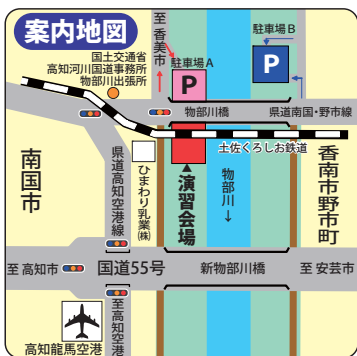 案内地図
至香美市
国土交通省
高知河川国道事務所
物部川出張所
駐車場A
P
駐車場B
P
物部川橋
県道南国・野市線
土佐くろしお鉄道
南国市
県道高知空港線
ひまわり乳業㈱
▲演習会場
物部川→
香南市野市町
至高知市
国道55号
新物部川橋
至安芸市
至高知空港
高知龍馬空港